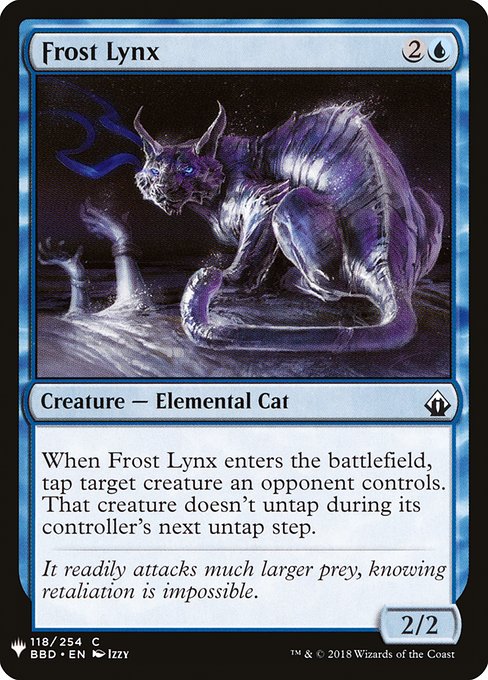 Frost Lynx 2
Creature — Elemental Cat
When Frost Lynx enters the battlefield,
tap target creature an opponent controls.
That creature doesn't untap during its
controller's next untap step.
It readily attacks much larger prey, knowing
retaliation is impossible.
2/2
118/254 C
BBD • EN Izzy
™ & © 2018 Wizards of the Coast